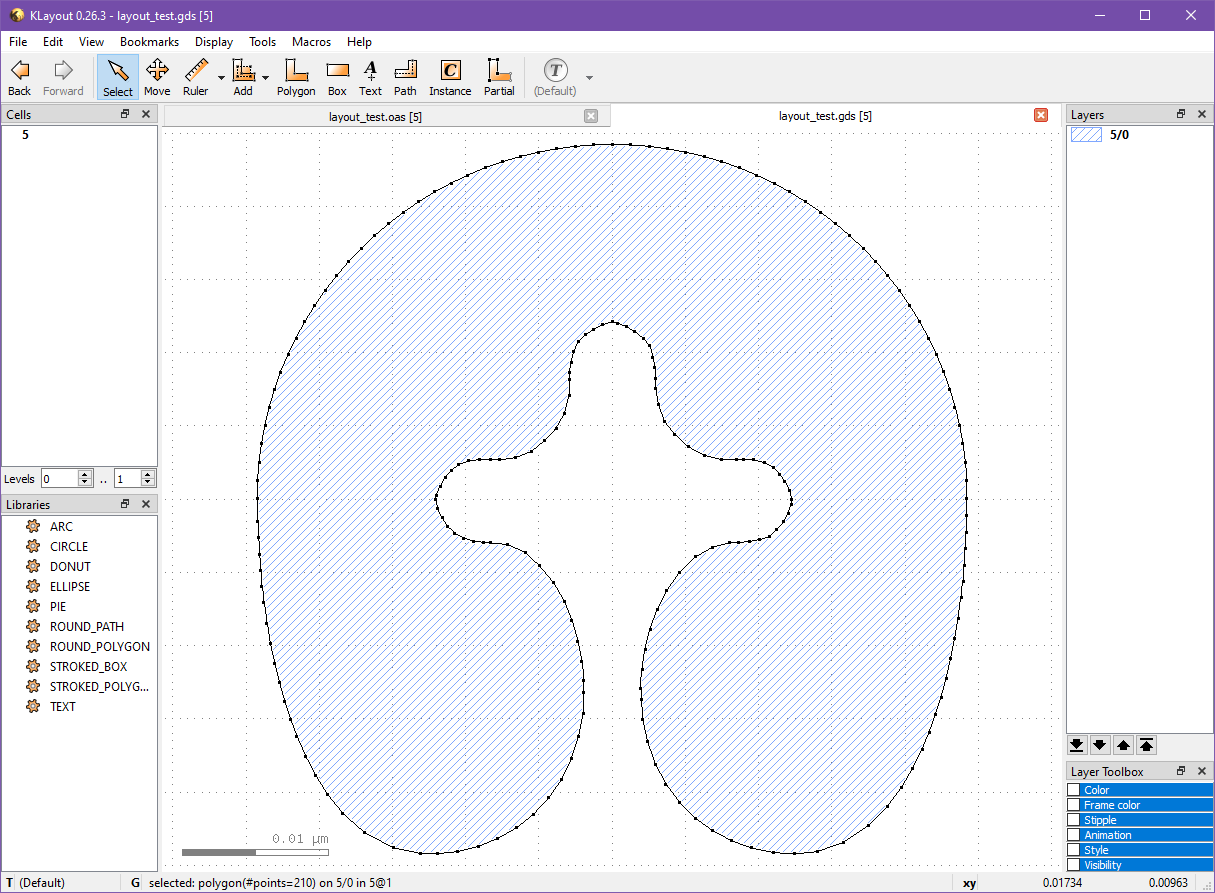 KLayout 0.26.3 - layout_test.gds [5]
File Edit View Bookmarks Display Tools Macros Help
Back Forward Select Move Ruler Add Polygon Box Text Path Instance Partial (Default)
Cells
layout_test.oas [5]
layout_test.gds [5]
Layers
5
5/0
Levels 0 .. 1
Libraries
ARC
CIRCLE
DONUT
ELLIPSE
PIE
ROUND_PATH
ROUND_POLYGON
STROKED_BOX
STROKED_POLYG...
TEXT
0.01 µm
Layer Toolbox
Color
Frame color
Stipple
Animation
Style
Visibility
T (Default) G selected: polygon(#points=210) on 5/0 in 5@1 xy 0.01734 0.00963